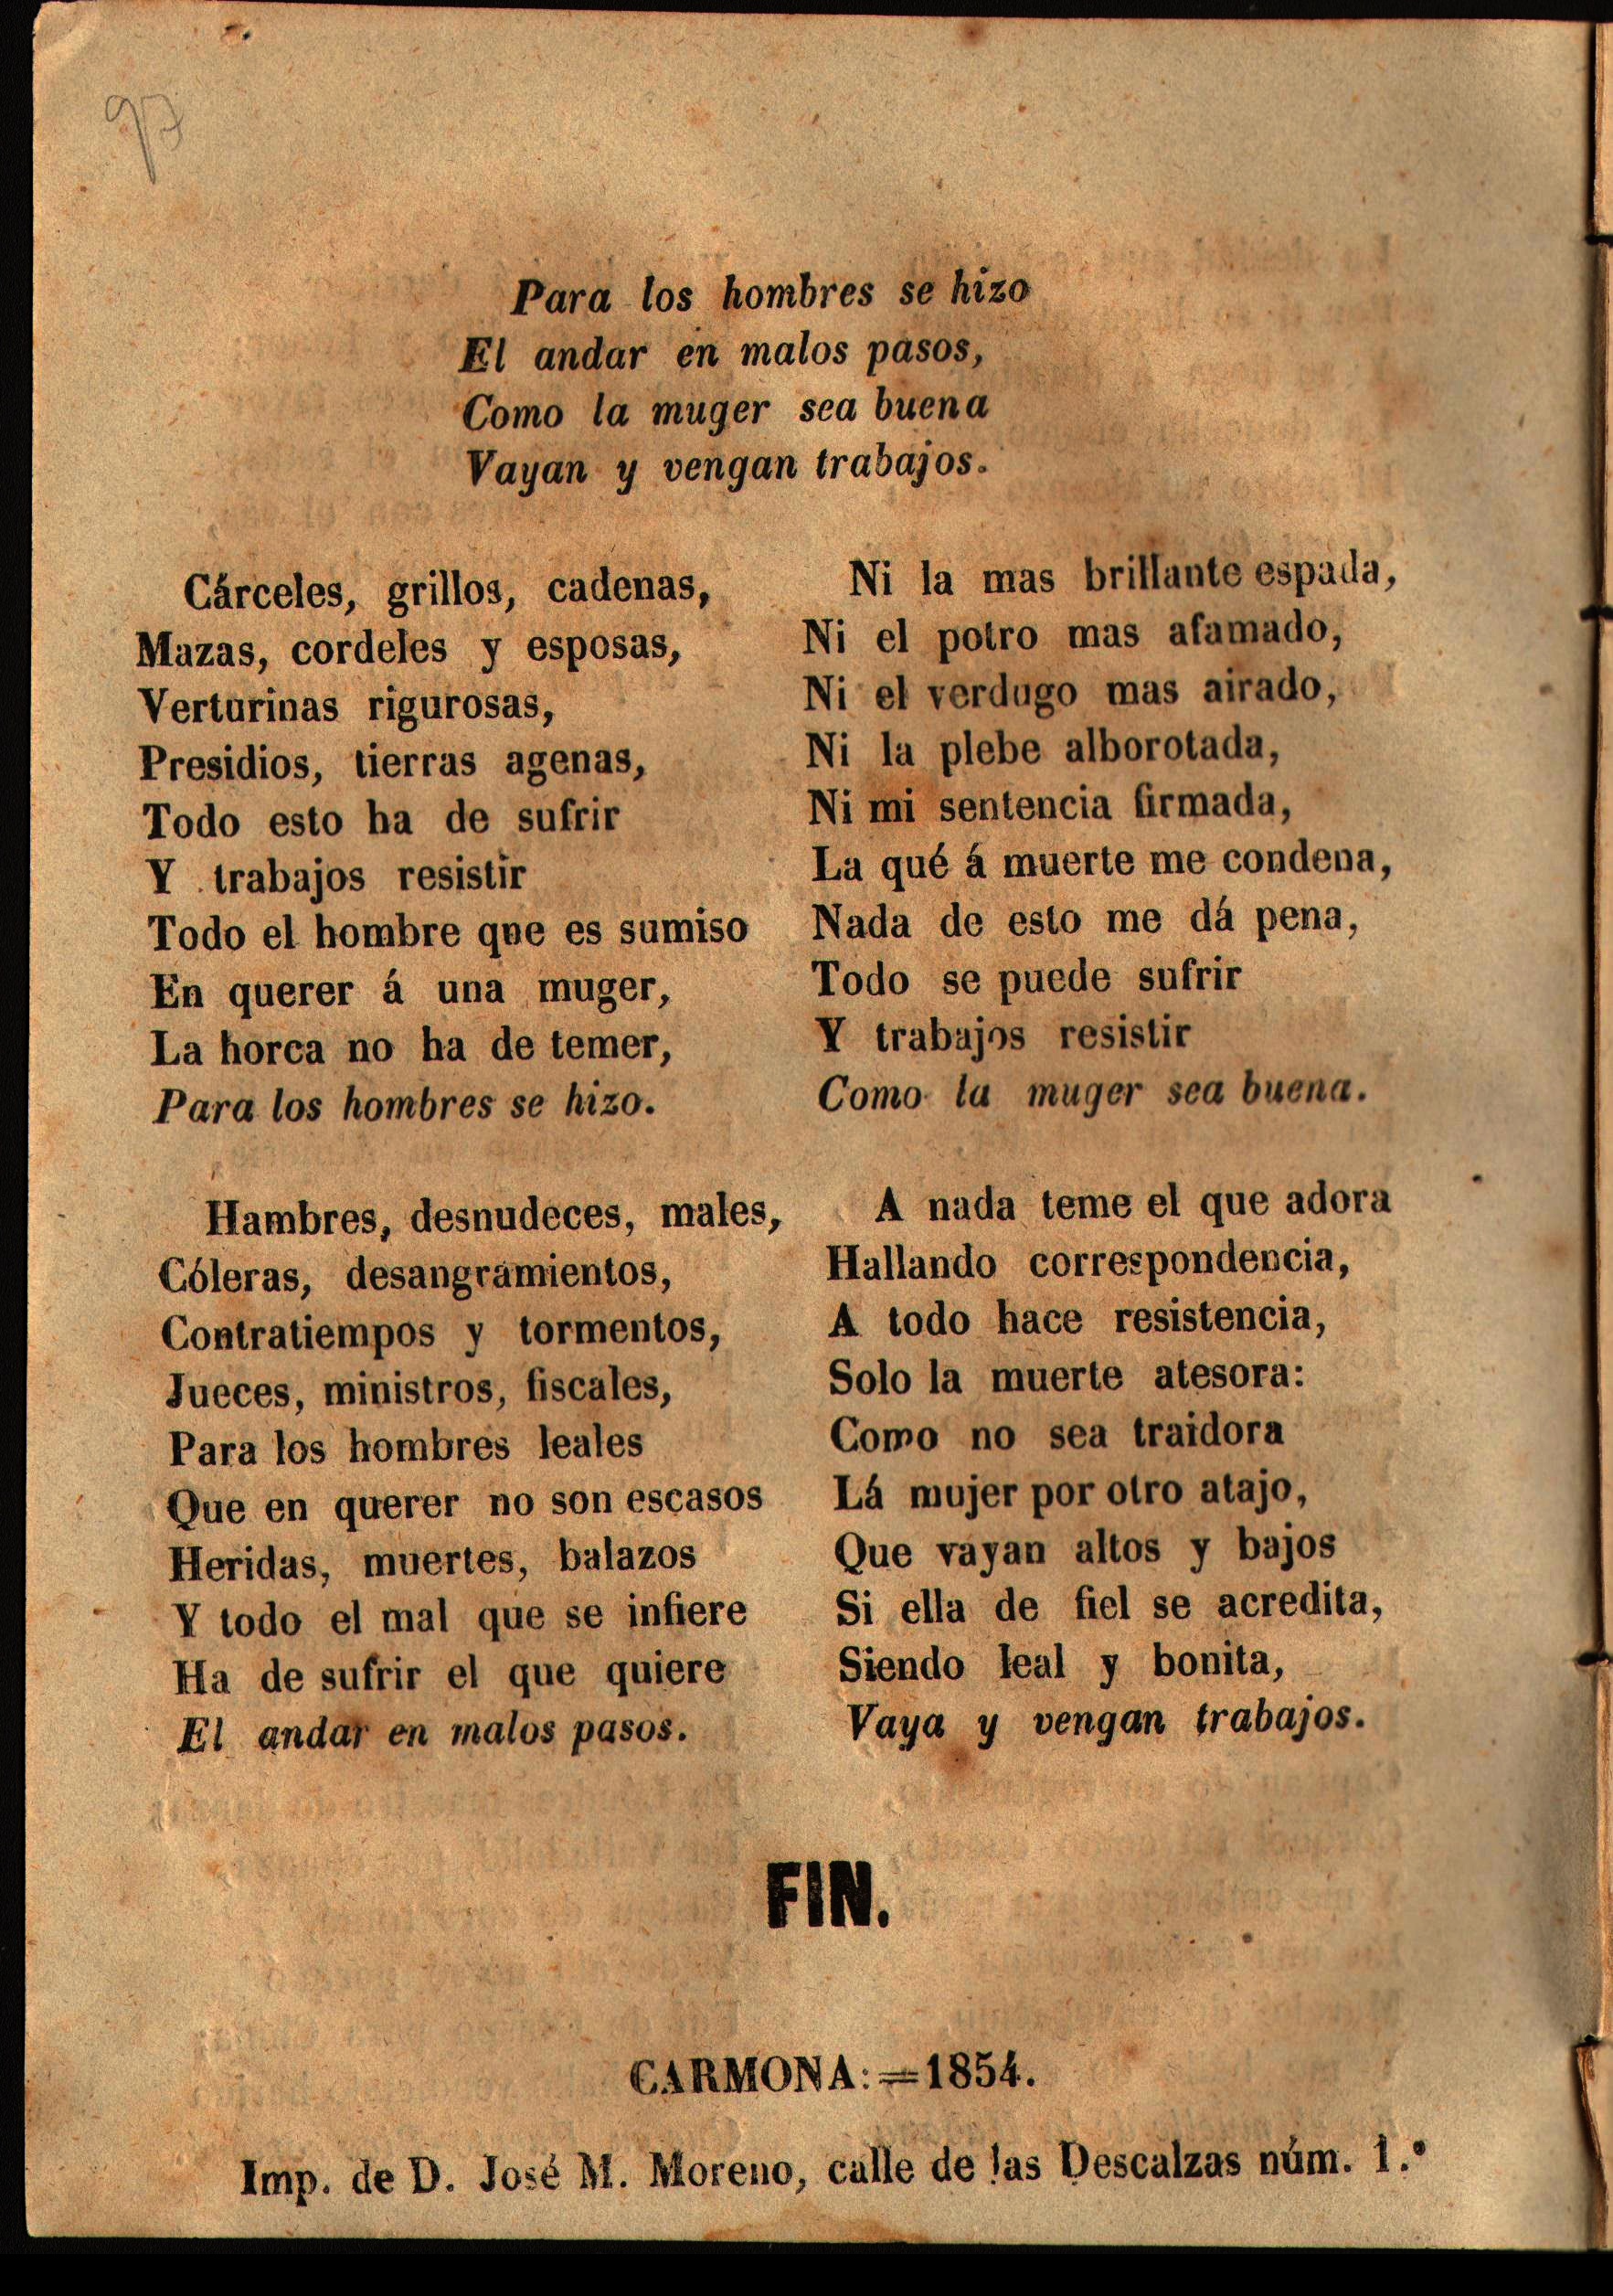 97
Para los hombres se hizo
El andar en malos pasos,
Como la muger sea buena
Vayan y vengan trabajos.
Cárceles, grillos, cadenas,
Mazas, cordeles y esposas,
Verturinas rigurosas,
Presidios, tierras agenas,
Todo esto ha de sufrir
Y trabajos resistir
Todo el hombre que es sumiso
En querer á una muger,
La horca no ha de temer,
Para los hombres se hizo.
Hambres, desnudeces, males,
Cóleras, desangramientos,
Contratiempos y tormentos,
Jueces, ministros, fiscales,
Para los hombres leales
Que en querer no son escasos
Heridas, muertes, balazos
Y todo el mal que se infiere
Ha de sufrir el que quiere
El andar en malos pasos.
Ni la mas brillante espada,
Ni el potro mas afamado,
Ni el verdugo mas airado,
Ni la plebe alborotada,
Ni mi sentencia firmada,
La qué á muerte me condena,
Nada de esto me dá pena,
Todo se puede sufrir
Y trabajos resistir
Como la muger sea buena.
A nada teme el que adora
Hallando correspondencia,
A todo hace resistencia,
Solo la muerte atesora:
Como no sea traidora
Lá mujer por otro atajo,
Que vayan altos y bajos
Si ella de fiel se acredita,
Siendo leal y bonita,
Vaya y vengan trabajos.
FIN.
CARMONA:=1854.
Imp. de D. José M. Moreno, calle de las Descalzas núm. 1.º